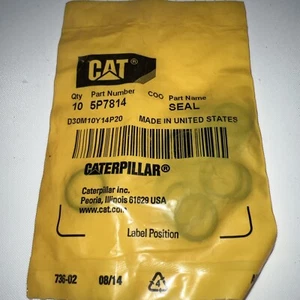 CAT
Qty Part Number COO Part Name
10 5P7814 SEAL
D30M10Y14P20 MADE IN UNITED STATES
CATERPILLAR®
Caterpillar Inc.
Peoria, Illinois 61629 USA
www.cat.com
Label Position
736-02 08/14 4